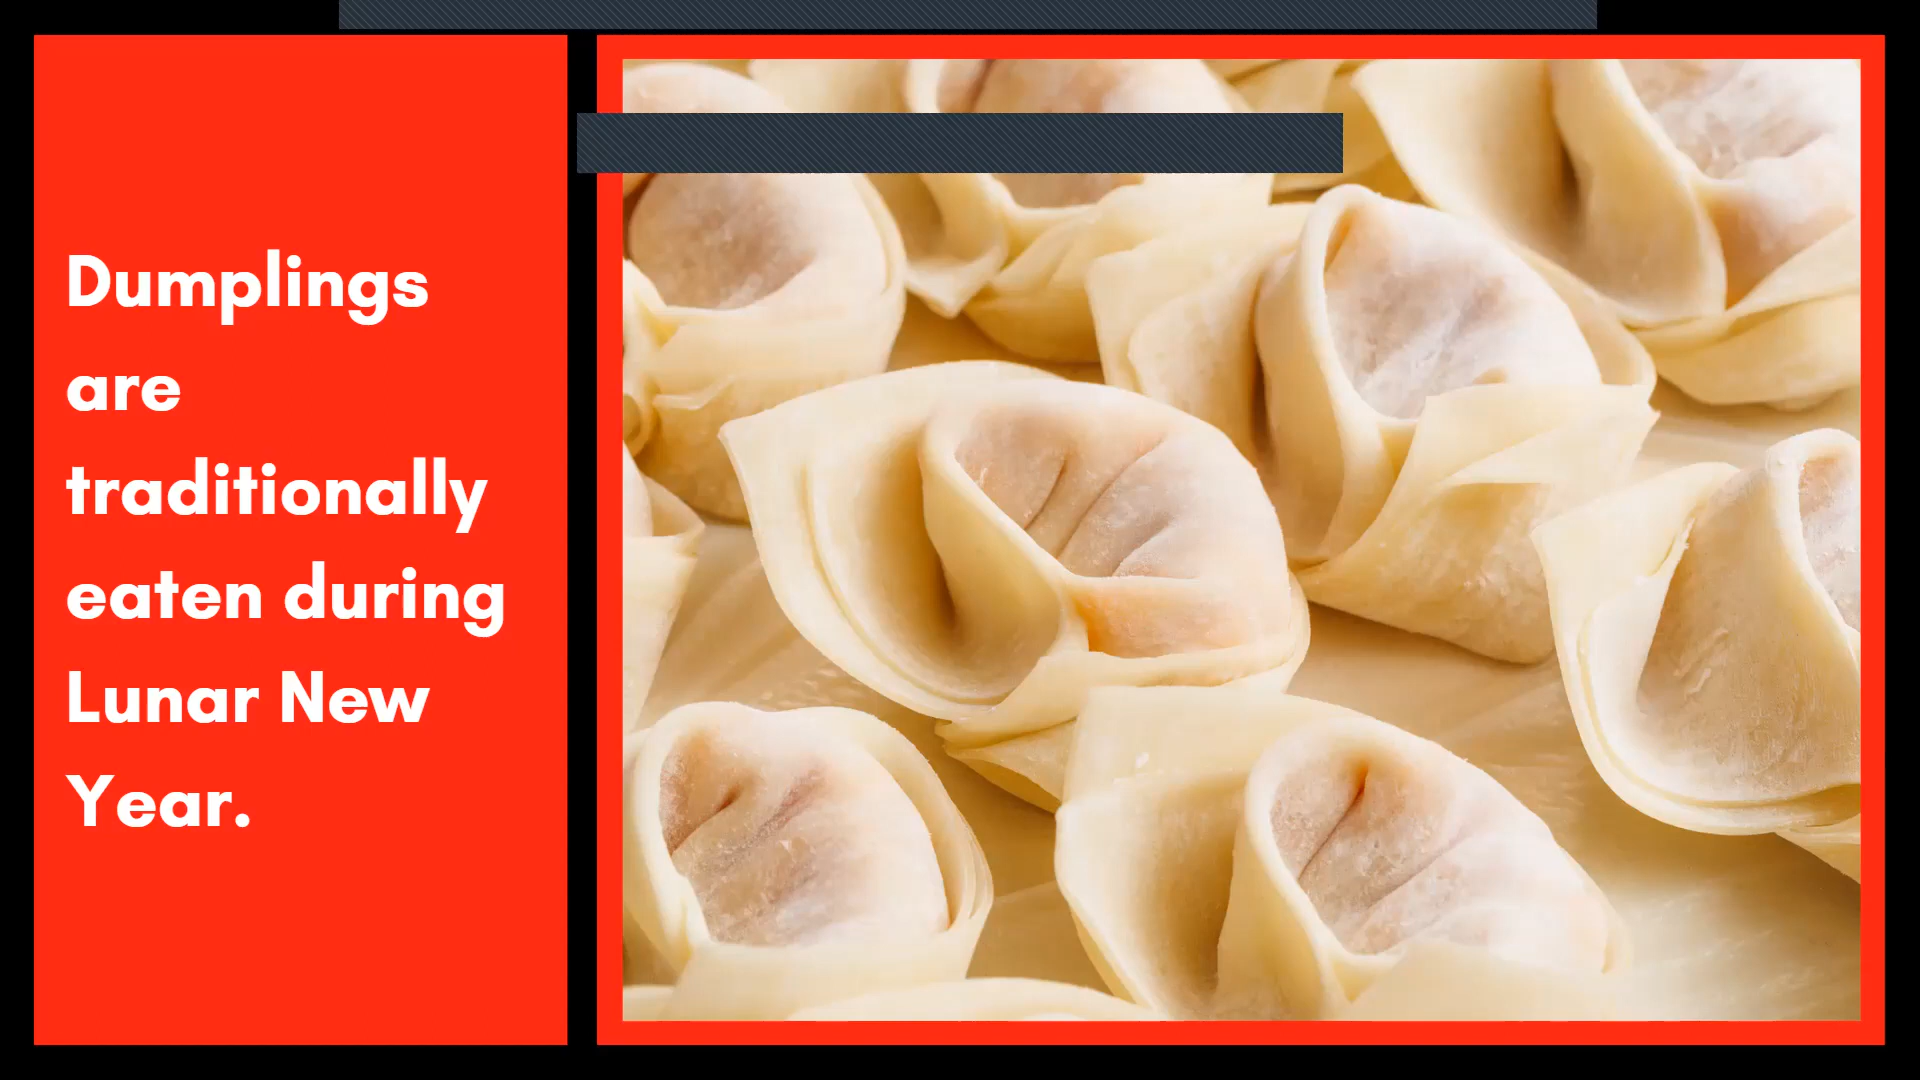 Dumplings
are
traditionally
eaten during
Lunar New
Year.